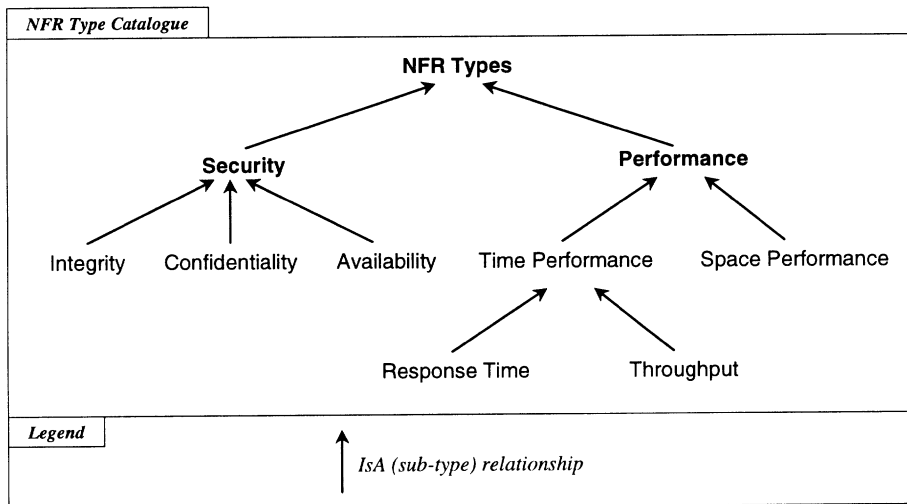 NFR Type Catalogue
NFR Types
Security
Performance
Integrity
Confidentiality
Availability
Time Performance
Space Performance
Response Time
Throughput
Legend
IsA (sub-type) relationship